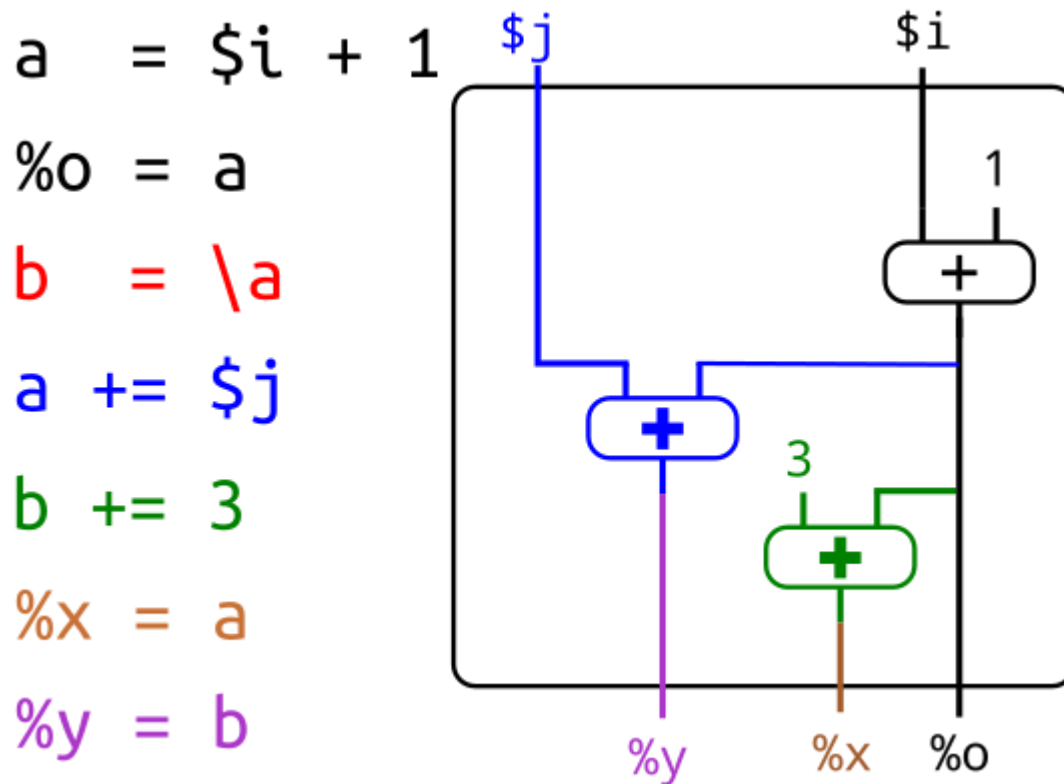 a = $i + 1
%o = a
b = \a
a += $j
b += 3
%x = a
%y = b
$j $i
1
+
+
3
+
%y %x %o